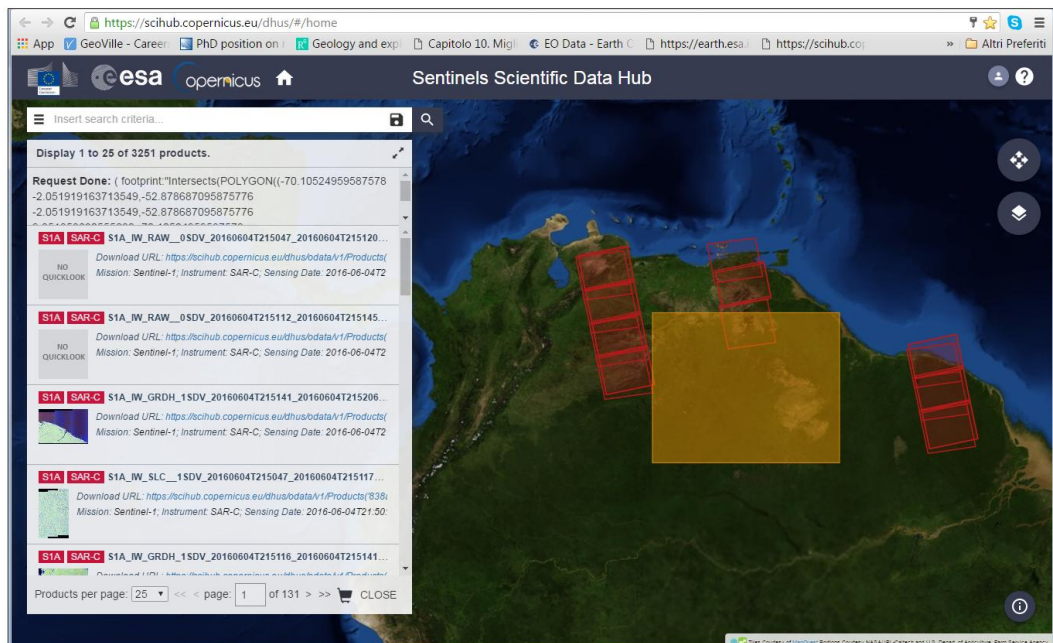 https://scihub.copernicus.eu/dhus/#/home
App GeoVille - Career: PhD position on r Geology and expl Capitolo 10. Migl EO Data - Earth C https://earth.esa.i https://scihub.cop » Altri Preferiti
European Commission esa opernicus Sentinels Scientific Data Hub ?
Insert search criteria...
Display 1 to 25 of 3251 products.
Request Done: ( footprint:"Intersects(POLYGON((-70.10524959587578
-2.051919163713549,-52.878687095875776
-2.051919163713549,-52.878687095875776
S1A SAR-C S1A_IW_RAW__0SDV_20160604T215047_20160604T215120...
NO QUICKLOOK
Download URL: https://scihub.copernicus.eu/dhus/odata/v1/Products(
Mission: Sentinel-1; Instrument: SAR-C; Sensing Date: 2016-06-04T2
S1A SAR-C S1A_IW_RAW__0SDV_20160604T215112_20160604T215145...
NO QUICKLOOK
Download URL: https://scihub.copernicus.eu/dhus/odata/v1/Products(
Mission: Sentinel-1; Instrument: SAR-C; Sensing Date: 2016-06-04T2
S1A SAR-C S1A_IW_GRDH_1SDV_20160604T215141_20160604T215206...
Download URL: https://scihub.copernicus.eu/dhus/odata/v1/Products(
Mission: Sentinel-1; Instrument: SAR-C; Sensing Date: 2016-06-04T2
S1A SAR-C S1A_IW_SLC__1SDV_20160604T215047_20160604T215117...
Download URL: https://scihub.copernicus.eu/dhus/odata/v1/Products('838
Mission: Sentinel-1; Instrument: SAR-C; Sensing Date: 2016-06-04T21:50:
S1A SAR-C S1A_IW_GRDH_1SDV_20160604T215116_20160604T215141...
Products per page: 25 << < page: 1 of 131 > >> CLOSE